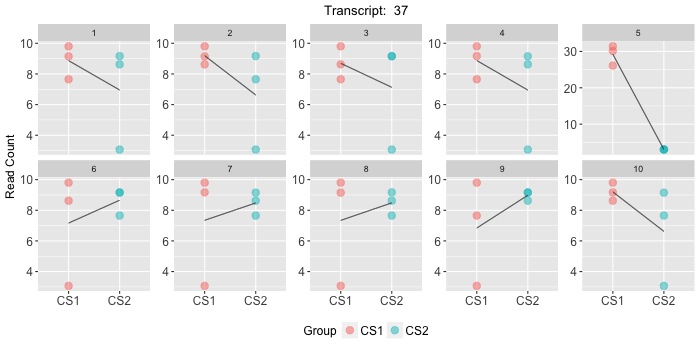 Transcript: 37
1 2 3 4 5
10 30
8 20
6 10
4
Read Count
6 7 8 9 10
10
8
6
4
CS1 CS2 CS1 CS2 CS1 CS2 CS1 CS2 CS1 CS2
Group CS1 CS2